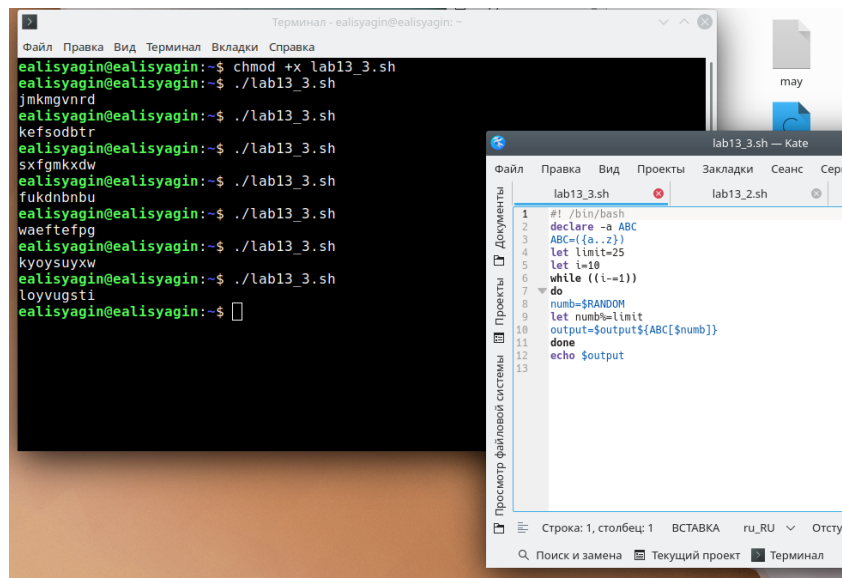 Терминал - ealisyagin@ealisyagin: ~
Файл Правка Вид Терминал Вкладки Справка
ealisyagin@ealisyagin:~$ chmod +x lab13_3.sh
ealisyagin@ealisyagin:~$ ./lab13_3.sh
jmkmgvnrd
ealisyagin@ealisyagin:~$ ./lab13_3.sh
kefsodbtr
ealisyagin@ealisyagin:~$ ./lab13_3.sh
sxfgmkxdw
ealisyagin@ealisyagin:~$ ./lab13_3.sh
fukdnbnbu
ealisyagin@ealisyagin:~$ ./lab13_3.sh
waeftefpg
ealisyagin@ealisyagin:~$ ./lab13_3.sh
kyoysuyxw
ealisyagin@ealisyagin:~$ ./lab13_3.sh
loyvugsti
ealisyagin@ealisyagin:~$
may
lab13_3.sh — Kate
Файл Правка Вид Проекты Закладки Сеанс
lab13_3.sh lab13_2.sh
Документы
Проекты
Просмотр файловой системы
1 #! /bin/bash
2 declare -a ABC
3 ABC=({a..z})
4 let limit=25
5 let i=10
6 while ((i-=1))
7 do
8 numb=$RANDOM
9 let numb%=limit
10 output=$output${ABC[$numb]}
11 done
12 echo $output
13
Строка: 1, столбец: 1 ВСТАВКА ru_RU
Поиск и замена Текущий проект Терминал